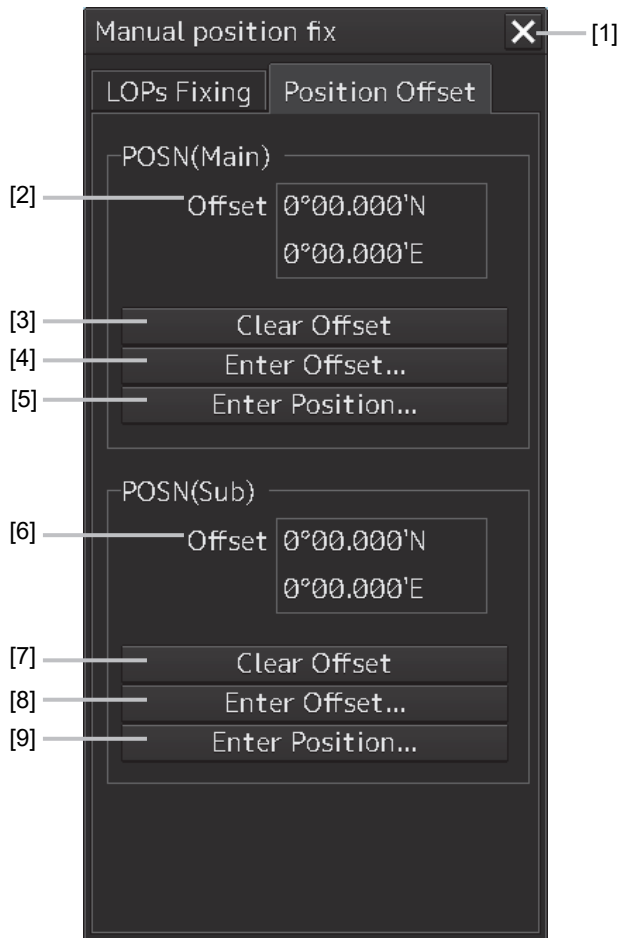 Manual position fix [1]
LOPs Fixing Position Offset
POSN(Main)
[2] Offset 0°00.000'N
0°00.000'E
[3] Clear Offset
[4] Enter Offset...
[5] Enter Position...
POSN(Sub)
[6] Offset 0°00.000'N
0°00.000'E
[7] Clear Offset
[8] Enter Offset...
[9] Enter Position...